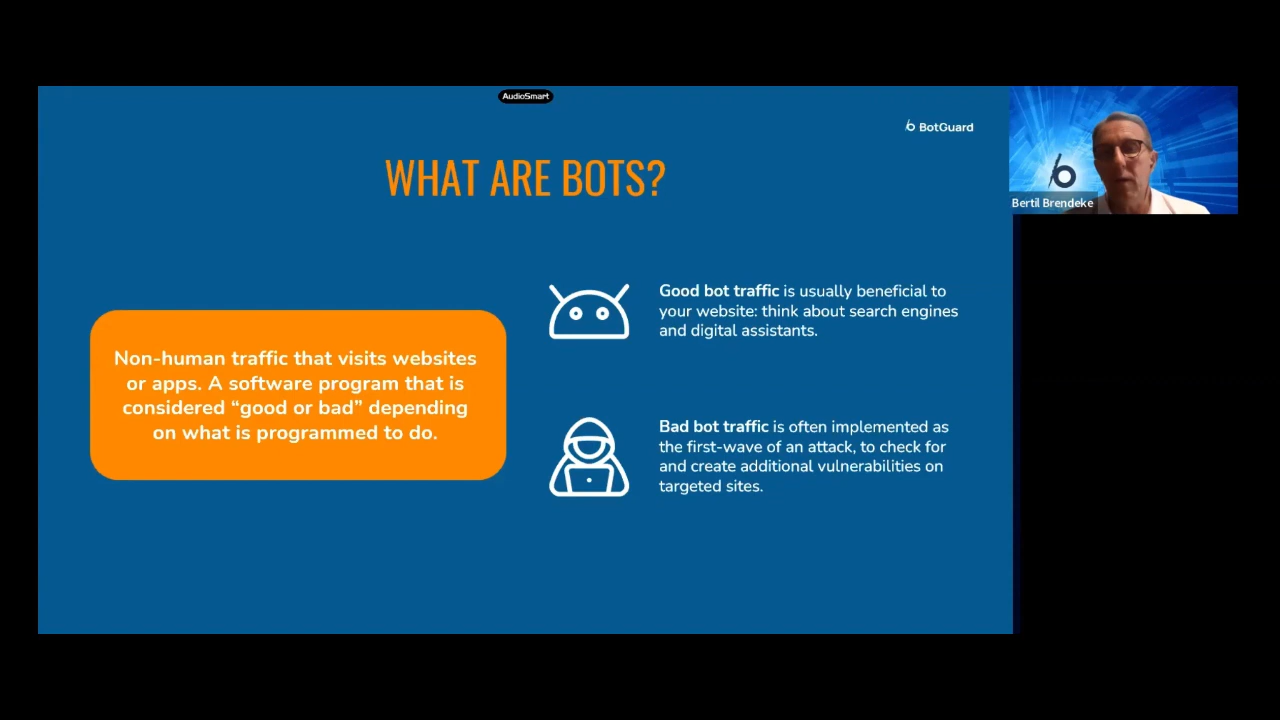 AudioSmart
BotGuard
WHAT ARE BOTS?
Bertil Brendeke
Non-human traffic that visits websites
or apps. A software program that is
considered “good or bad” depending
on what is programmed to do.
Good bot traffic is usually beneficial to
your website: think about search engines
and digital assistants.
Bad bot traffic is often implemented as
the first-wave of an attack, to check for
and create additional vulnerabilities on
targeted sites.